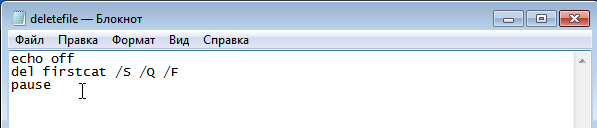 deletefile — Блокнот
Файл Правка Формат Вид Справка
echo off
del firstcat /S /Q /F
pause